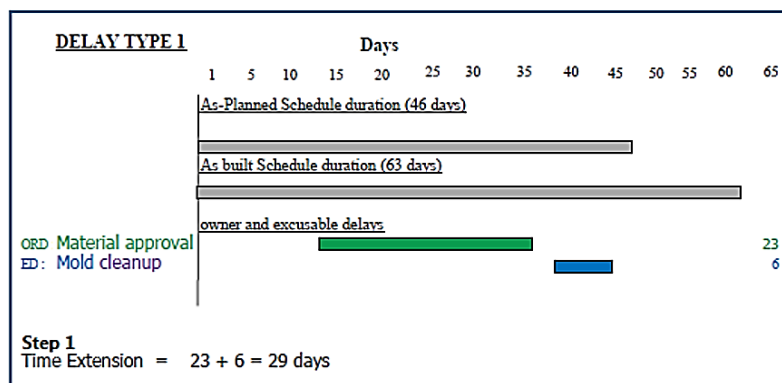 DELAY TYPE 1
Days
1 5 10 15 20 25 30 35 40 45 50 55 60 65
As-Planned Schedule duration (46 days)
As built Schedule duration (63 days)
owner and excusable delays
ORD Material approval 23
ED: Mold cleanup 6
Step 1
Time Extension = 23 + 6 = 29 days